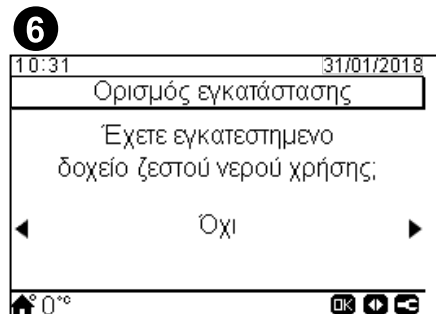 6
10:31 31/01/2018
Ορισμός εγκατάστασης
Έχετε εγκατεστημενο
δοχείο ζεστού νερού χρήσης;
Όχι
0°C
OK